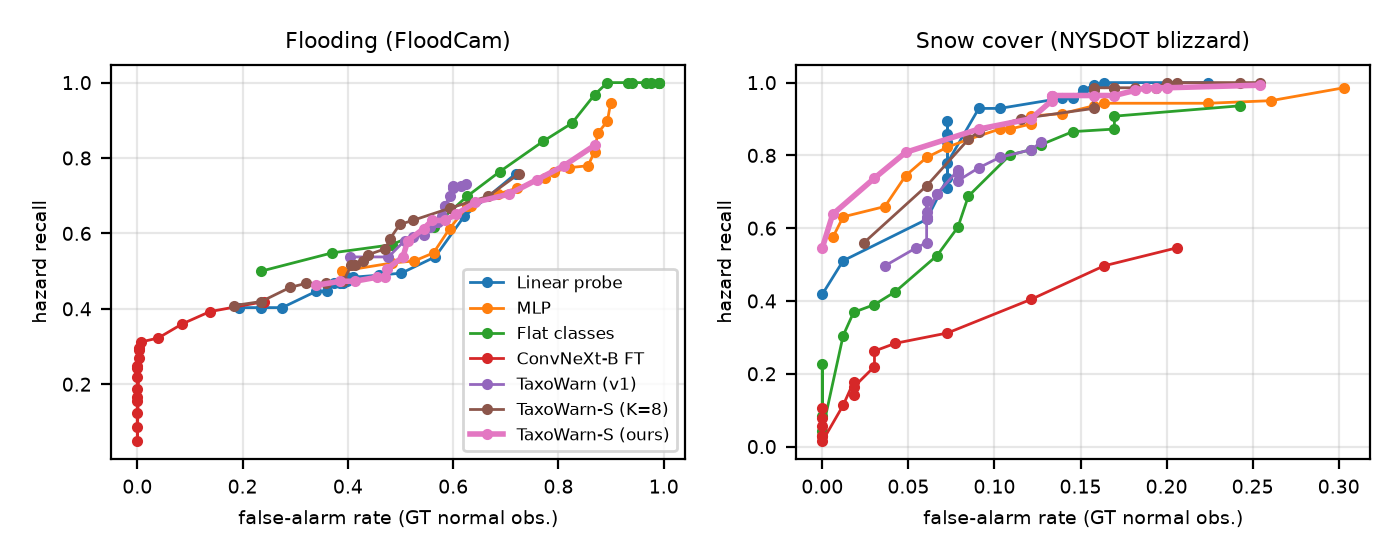 Flooding (FloodCam)
hazard recall
1.0
0.8
0.6
0.4
0.2
0.0
0.2
0.4
0.6
0.8
1.0
false-alarm rate (GT normal obs.)
Linear probe
MLP
Flat classes
ConvNeXt-B FT
TaxoWarn (v1)
TaxoWarn-S (K=8)
TaxoWarn-S (ours)
Snow cover (NYSDOT blizzard)
hazard recall
1.0
0.8
0.6
0.4
0.2
0.0
0.00
0.05
0.10
0.15
0.20
0.25
0.30
false-alarm rate (GT normal obs.)